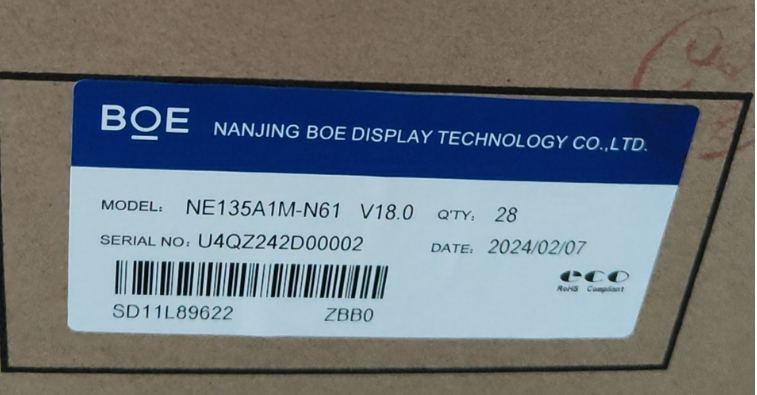 BOE NANJING BOE DISPLAY TECHNOLOGY CO.,LTD.
MODEL: NE135A1M-N61 V18.0 Q'TY: 28
SERIAL NO: U4QZ242D00002 DATE: 2024/02/07
eco
RoHS Compliant
SD11L89622 ZBB0